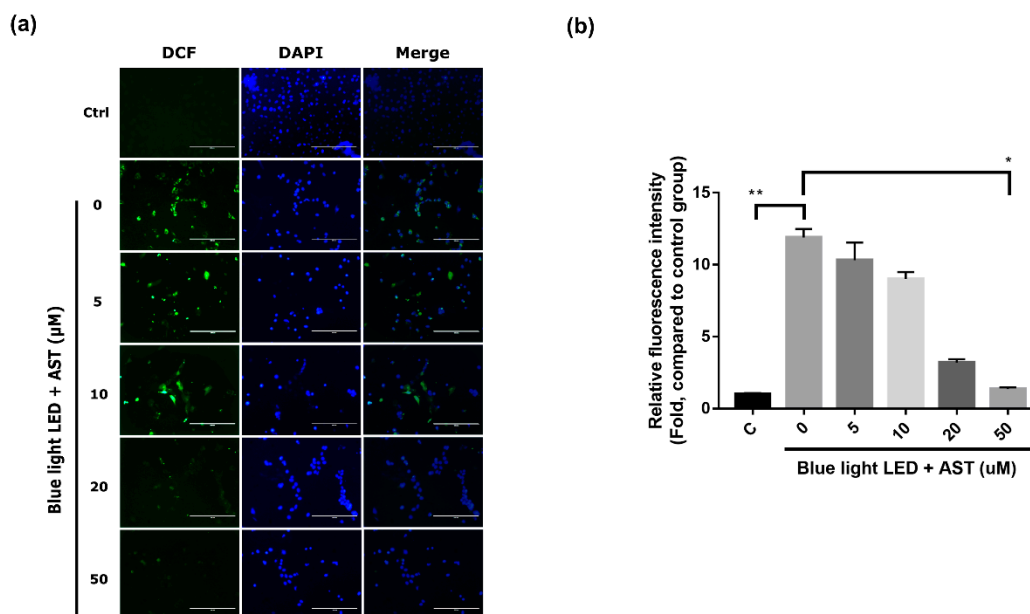 (a)
DCF DAPI Merge
Ctrl
0
5
10
20
50
Blue light LED + AST (μM)
(b)
Relative fluorescence intensity
(Fold, compared to control group)
15
10
5
0
**
*
C 0 5 10 20 50
Blue light LED + AST (uM)